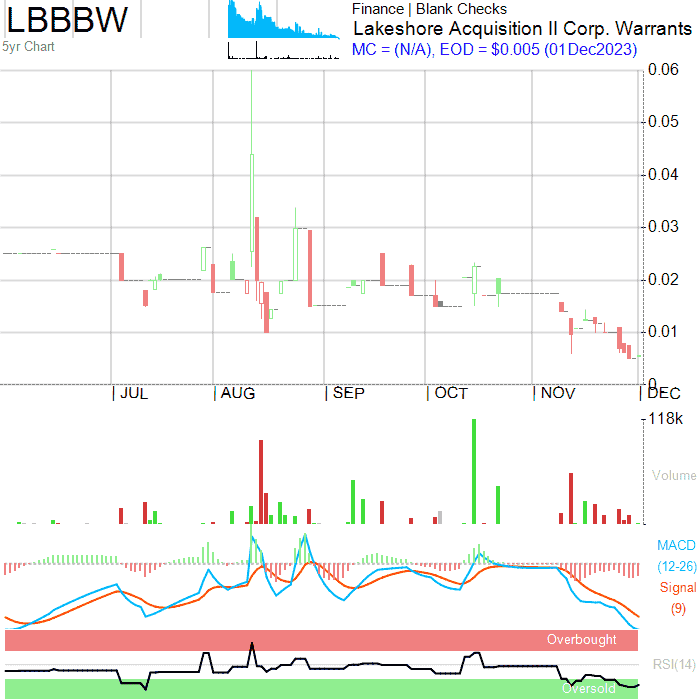 LBBBW
5yr Chart
Finance | Blank Checks
Lakeshore Acquisition II Corp. Warrants
MC = (N/A), EOD = $0.005 (01Dec2023)
0.06
0.05
0.04
0.03
0.02
0.01
0
JUL AUG SEP OCT NOV DEC
118k
Volume
MACD
(12-26)
Signal
(9)
Overbought
RSI(14)
Oversold